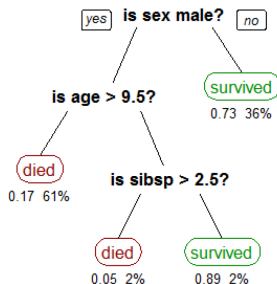 yes is sex male? no
is age > 9.5? survived
0.73 36%
died is sibsp > 2.5?
0.17 61%
died survived
0.05 2% 0.89 2%